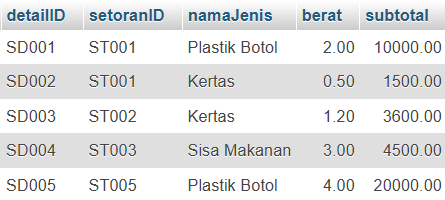 detailID setoranID namaJenis berat subtotal
SD001 ST001 Plastik Botol 2.00 10000.00
SD002 ST001 Kertas 0.50 1500.00
SD003 ST002 Kertas 1.20 3600.00
SD004 ST003 Sisa Makanan 3.00 4500.00
SD005 ST005 Plastik Botol 4.00 20000.00